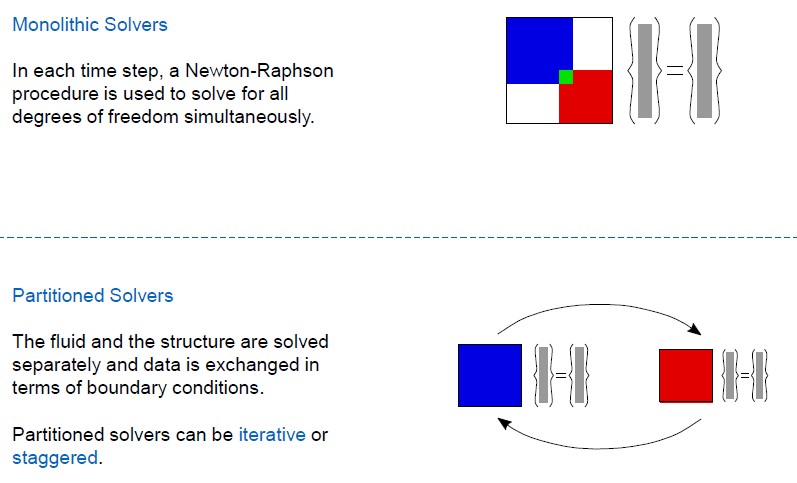 Monolithic Solvers
In each time step, a Newton-Raphson
procedure is used to solve for all
degrees of freedom simultaneously.
Partitioned Solvers
The fluid and the structure are solved
separately and data is exchanged in
terms of boundary conditions.
Partitioned solvers can be iterative or
staggered.